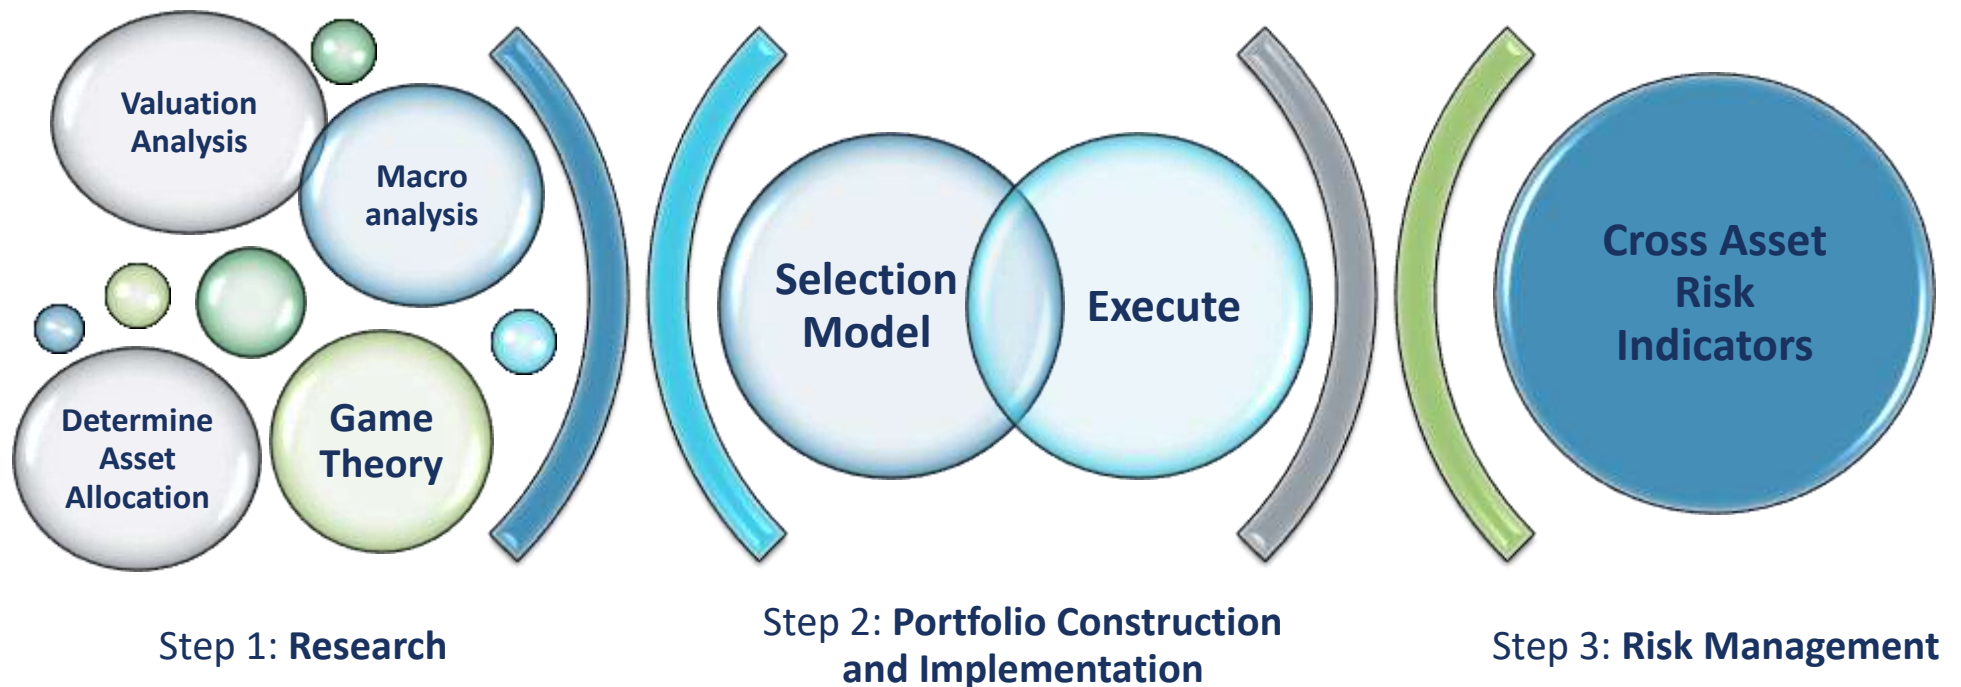 Valuation
Analysis
Macro
analysis
Determine
Asset
Allocation
Game
Theory
Selection
Model
Execute
Cross Asset
Risk
Indicators
Step 1: Research
Step 2: Portfolio Construction
and Implementation
Step 3: Risk Management